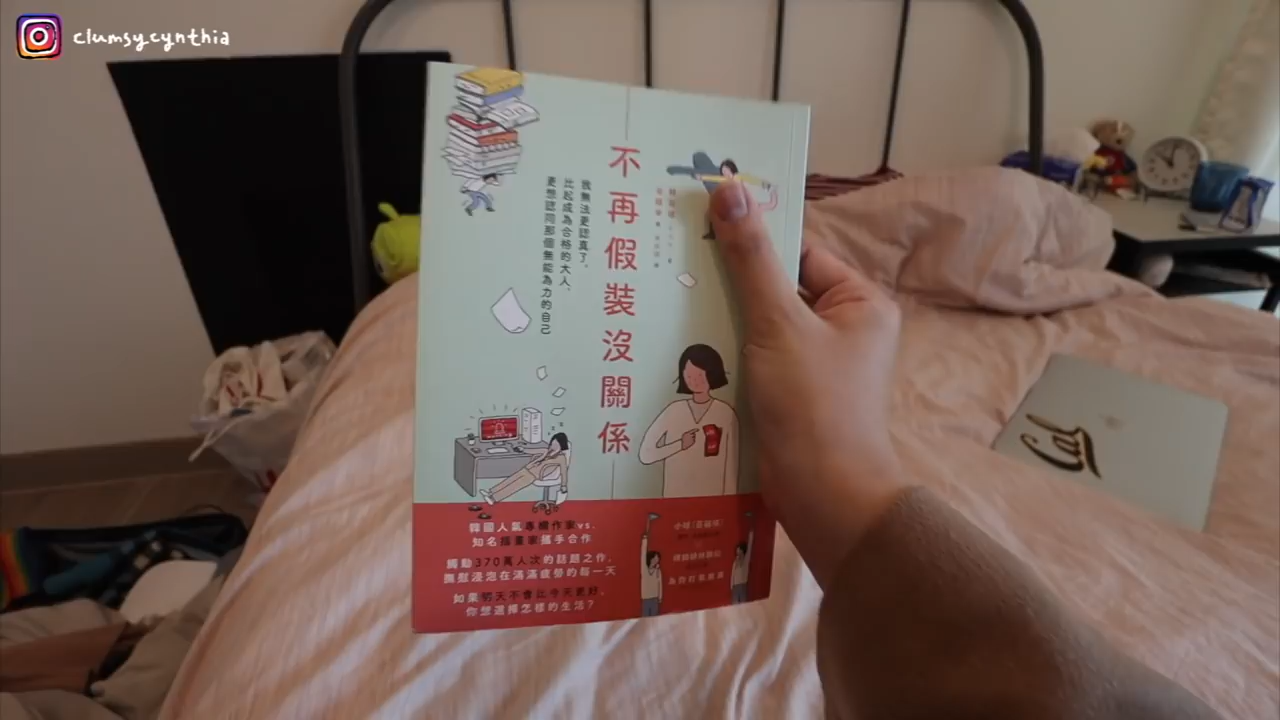 clumsy.cynthia
不再假裝沒關係
我無法更認真了，
比起成為合格的大人，
更想認同那個無能為力的自己
韓國人氣專欄作家vs.
知名插畫家攜手合作
觸動370萬人次的話題之作，
撫慰浸泡在滿滿疲勞的每一天
如果明天不會比今天更好，
你想選擇怎樣的生活？